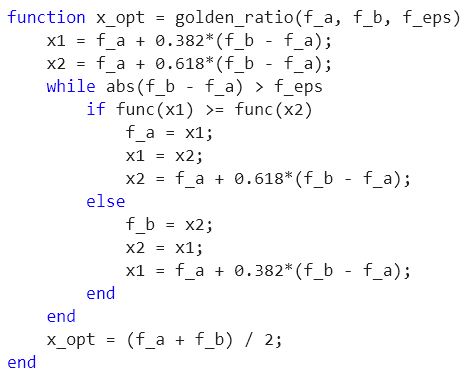 function x_opt = golden_ratio(f_a, f_b, f_eps)
    x1 = f_a + 0.382*(f_b - f_a);
    x2 = f_a + 0.618*(f_b - f_a);
    while abs(f_b - f_a) > f_eps
        if func(x1) >= func(x2)
            f_a = x1;
            x1 = x2;
            x2 = f_a + 0.618*(f_b - f_a);
        else
            f_b = x2;
            x2 = x1;
            x1 = f_a + 0.382*(f_b - f_a);
        end
    end
    x_opt = (f_a + f_b) / 2;
end